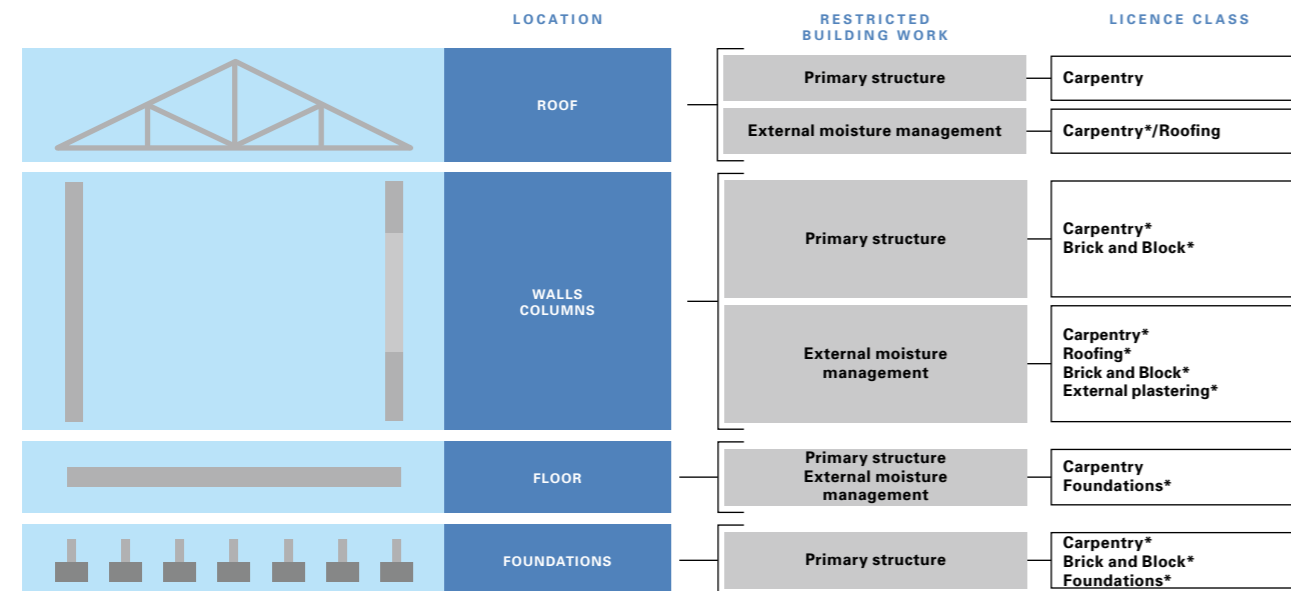 LOCATION
RESTRICTED
BUILDING WORK
LICENCE CLASS
ROOF
Primary structure
Carpentry
External moisture management
Carpentry*/Roofing
WALLS
COLUMNS
Primary structure
Carpentry*
Brick and Block*
External moisture
management
Carpentry*
Roofing*
Brick and Block*
External plastering*
FLOOR
Primary structure
External moisture
management
Carpentry
Foundations*
FOUNDATIONS
Primary structure
Carpentry*
Brick and Block*
Foundations*